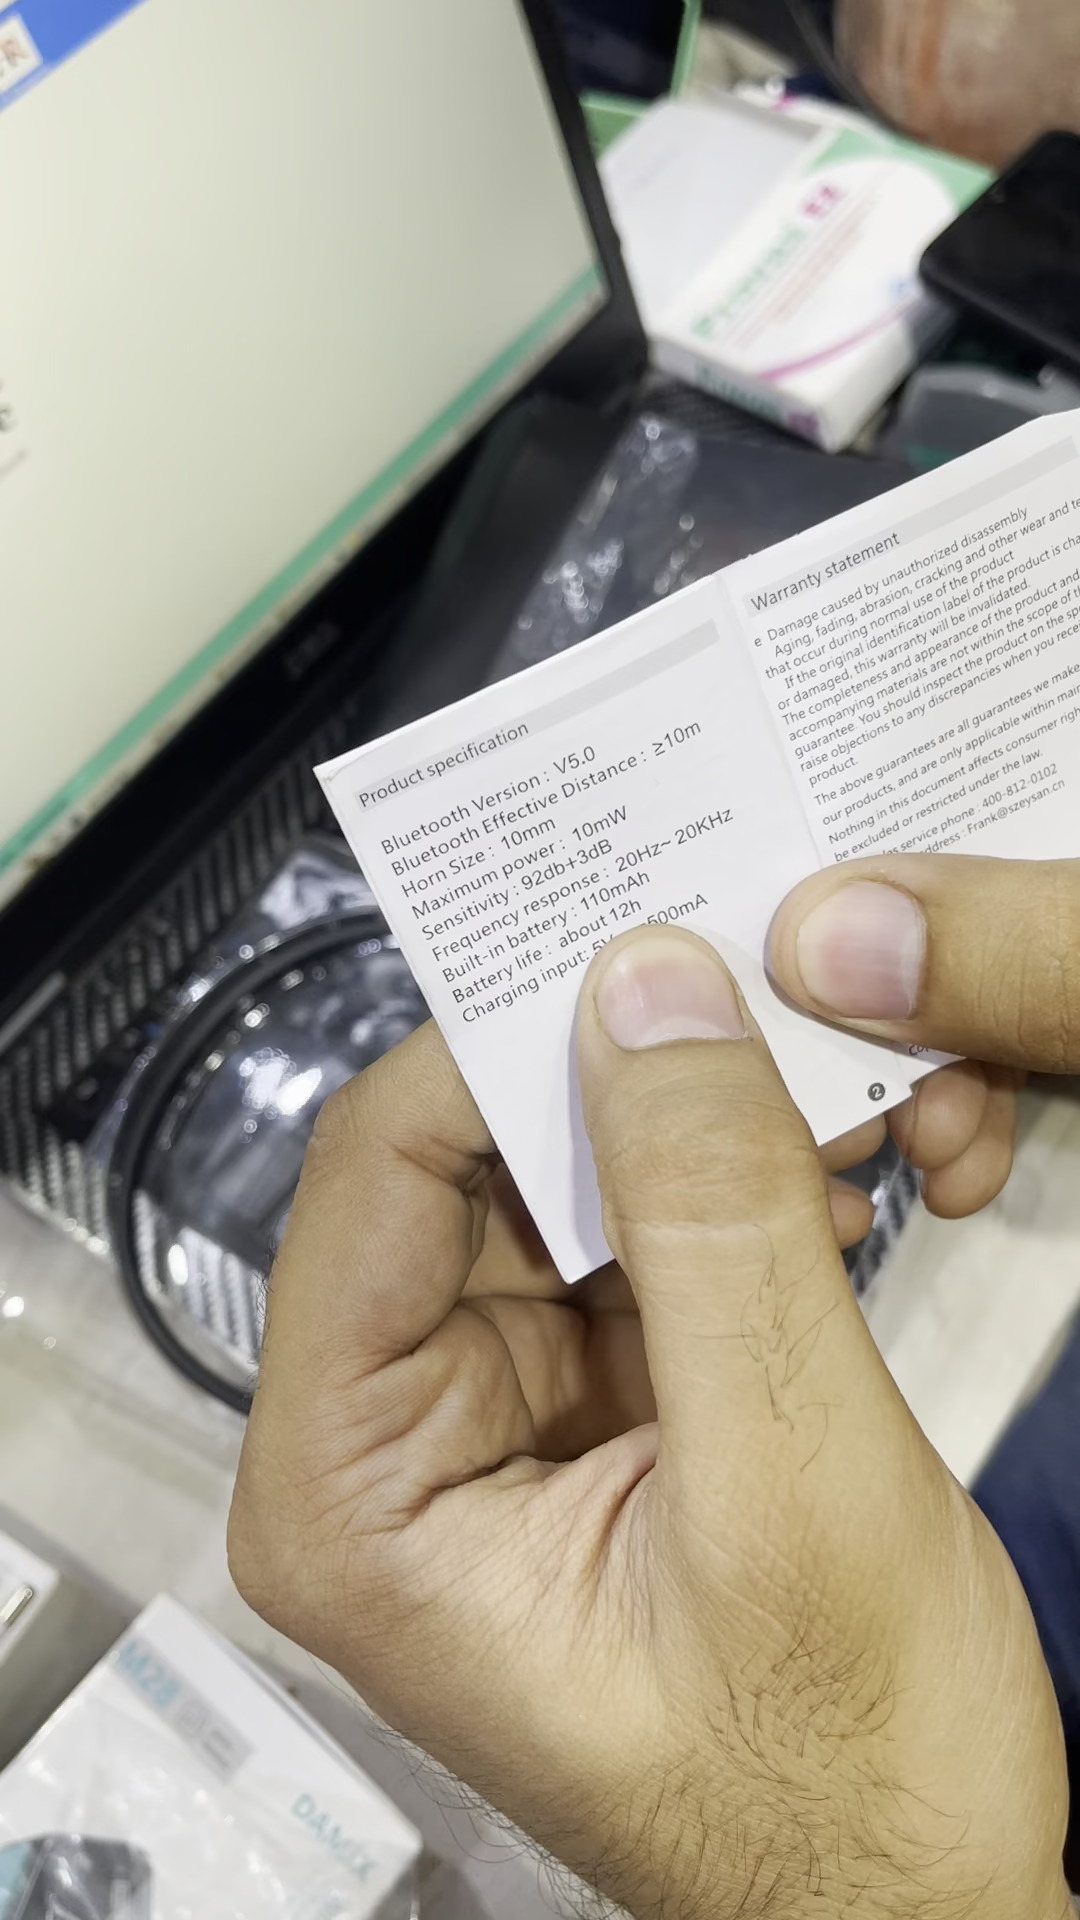 Product specification
Bluetooth Version : V5.0
Bluetooth Effective Distance : ≥10m
Horn Size : 10mm
Maximum power : 10mW
Sensitivity : 92db+3dB
Frequency response : 20Hz~ 20KHz
Built-in battery : 110mAh
Battery life : about 12h
Charging input: 5V 500mA
2
Warranty statement
e Damage caused by unauthorized disassembly
Aging, fading, abrasion, cracking and other wear and
that occur during normal use of the product
If the original identification label of the product is
or damaged, this warranty will be invalidated.
The completeness and appearance of the product and
accompanying materials are not within the scope of
guarantee. You should inspect the product on the
raise objections to any discrepancies when you
product.
The above guarantees are all guarantees we make
our products, and are only applicable within
Nothing in this document affects consumer
be excluded or restricted under the law.
service phone : 400-812-0102
: Frank@szeysan.cn
M28
DAMIX